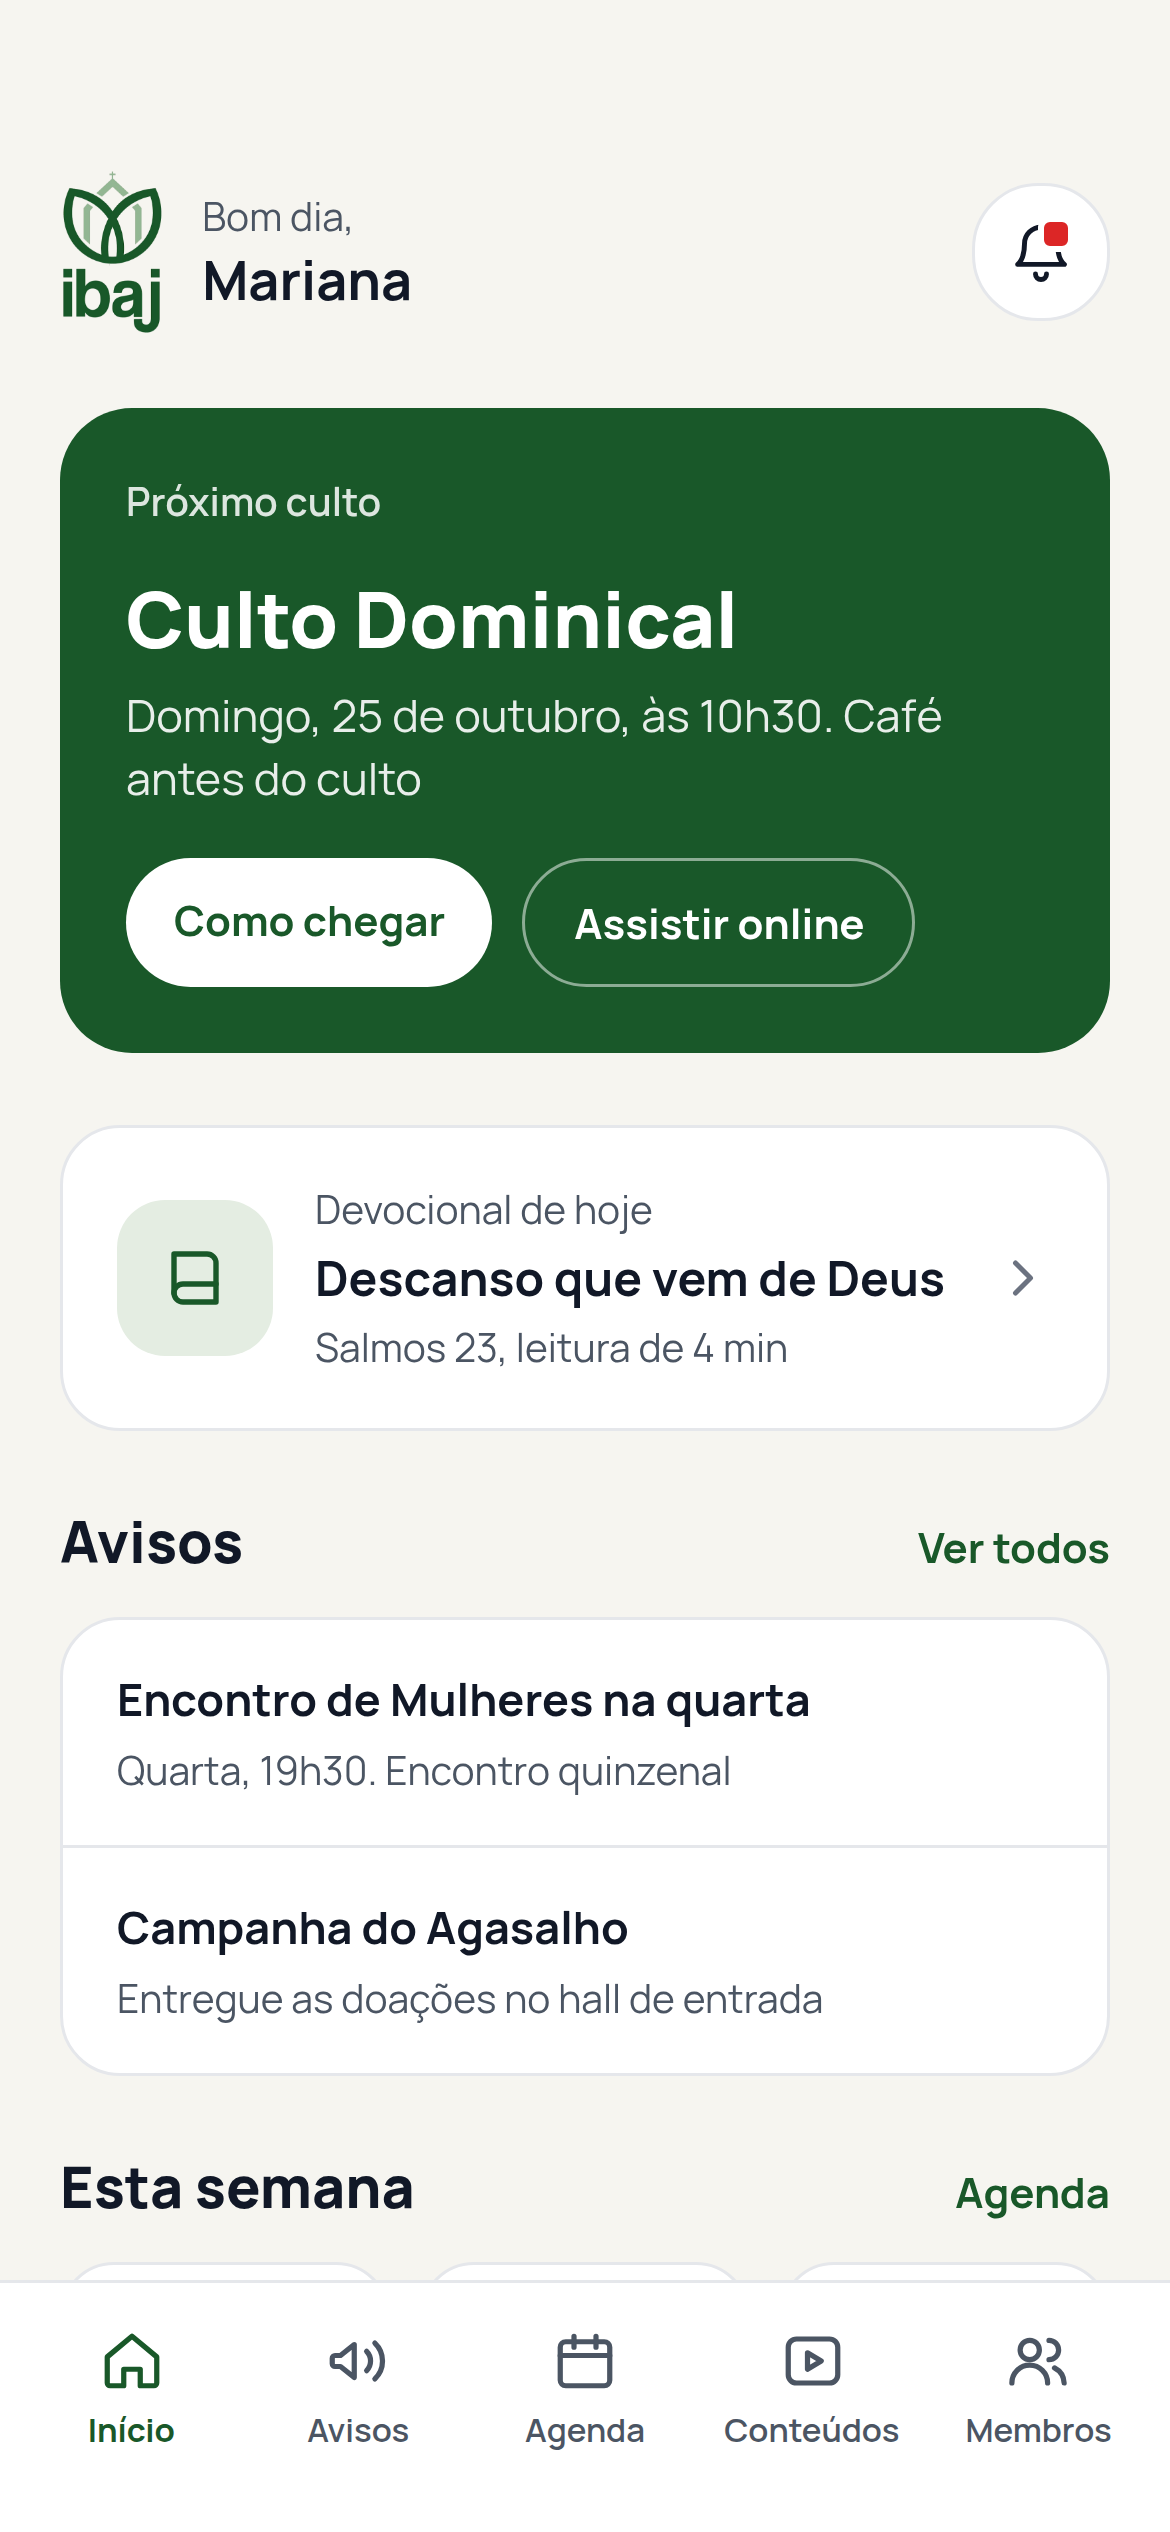 ibaj
Bom dia,
Mariana
Próximo culto
Culto Dominical
Domingo, 25 de outubro, às 10h30. Café
antes do culto
Como chegar
Assistir online
Devocional de hoje
Descanso que vem de Deus
Salmos 23, leitura de 4 min
Avisos
Ver todos
Encontro de Mulheres na quarta
Quarta, 19h30. Encontro quinzenal
Campanha do Agasalho
Entregue as doações no hall de entrada
Esta semana
Agenda
Início
Avisos
Agenda
Conteúdos
Membros